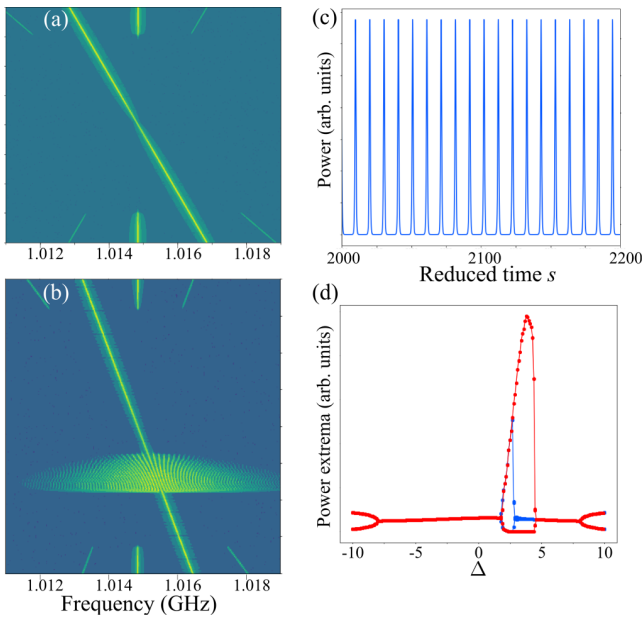 (a)
1.012 1.014 1.016 1.018
(b)
1.012 1.014 1.016 1.018
Frequency (GHz)
(c)
Power (arb. units)
2000 2100 2200
Reduced time s
(d)
Power extrema (arb. units)
-10 -5 0 5 10
Δ